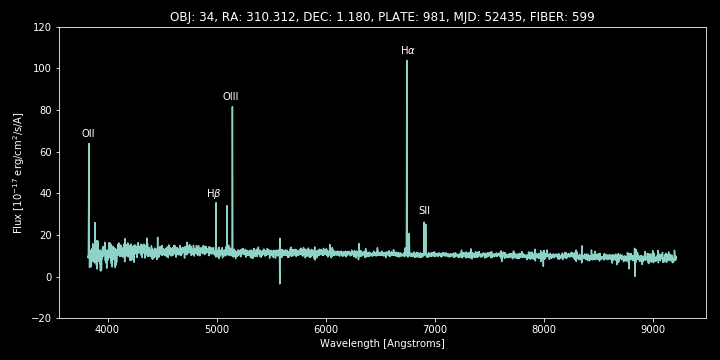 OBJ: 34, RA: 310.312, DEC: 1.180, PLATE: 981, MJD: 52435, FIBER: 599
120
100
80
60
40
20
0
−20
Flux [10⁻¹⁷ erg/cm²/s/A]
OII
Hβ
OIII
Hα
SII
4000 5000 6000 7000 8000 9000
Wavelength [Angstroms]